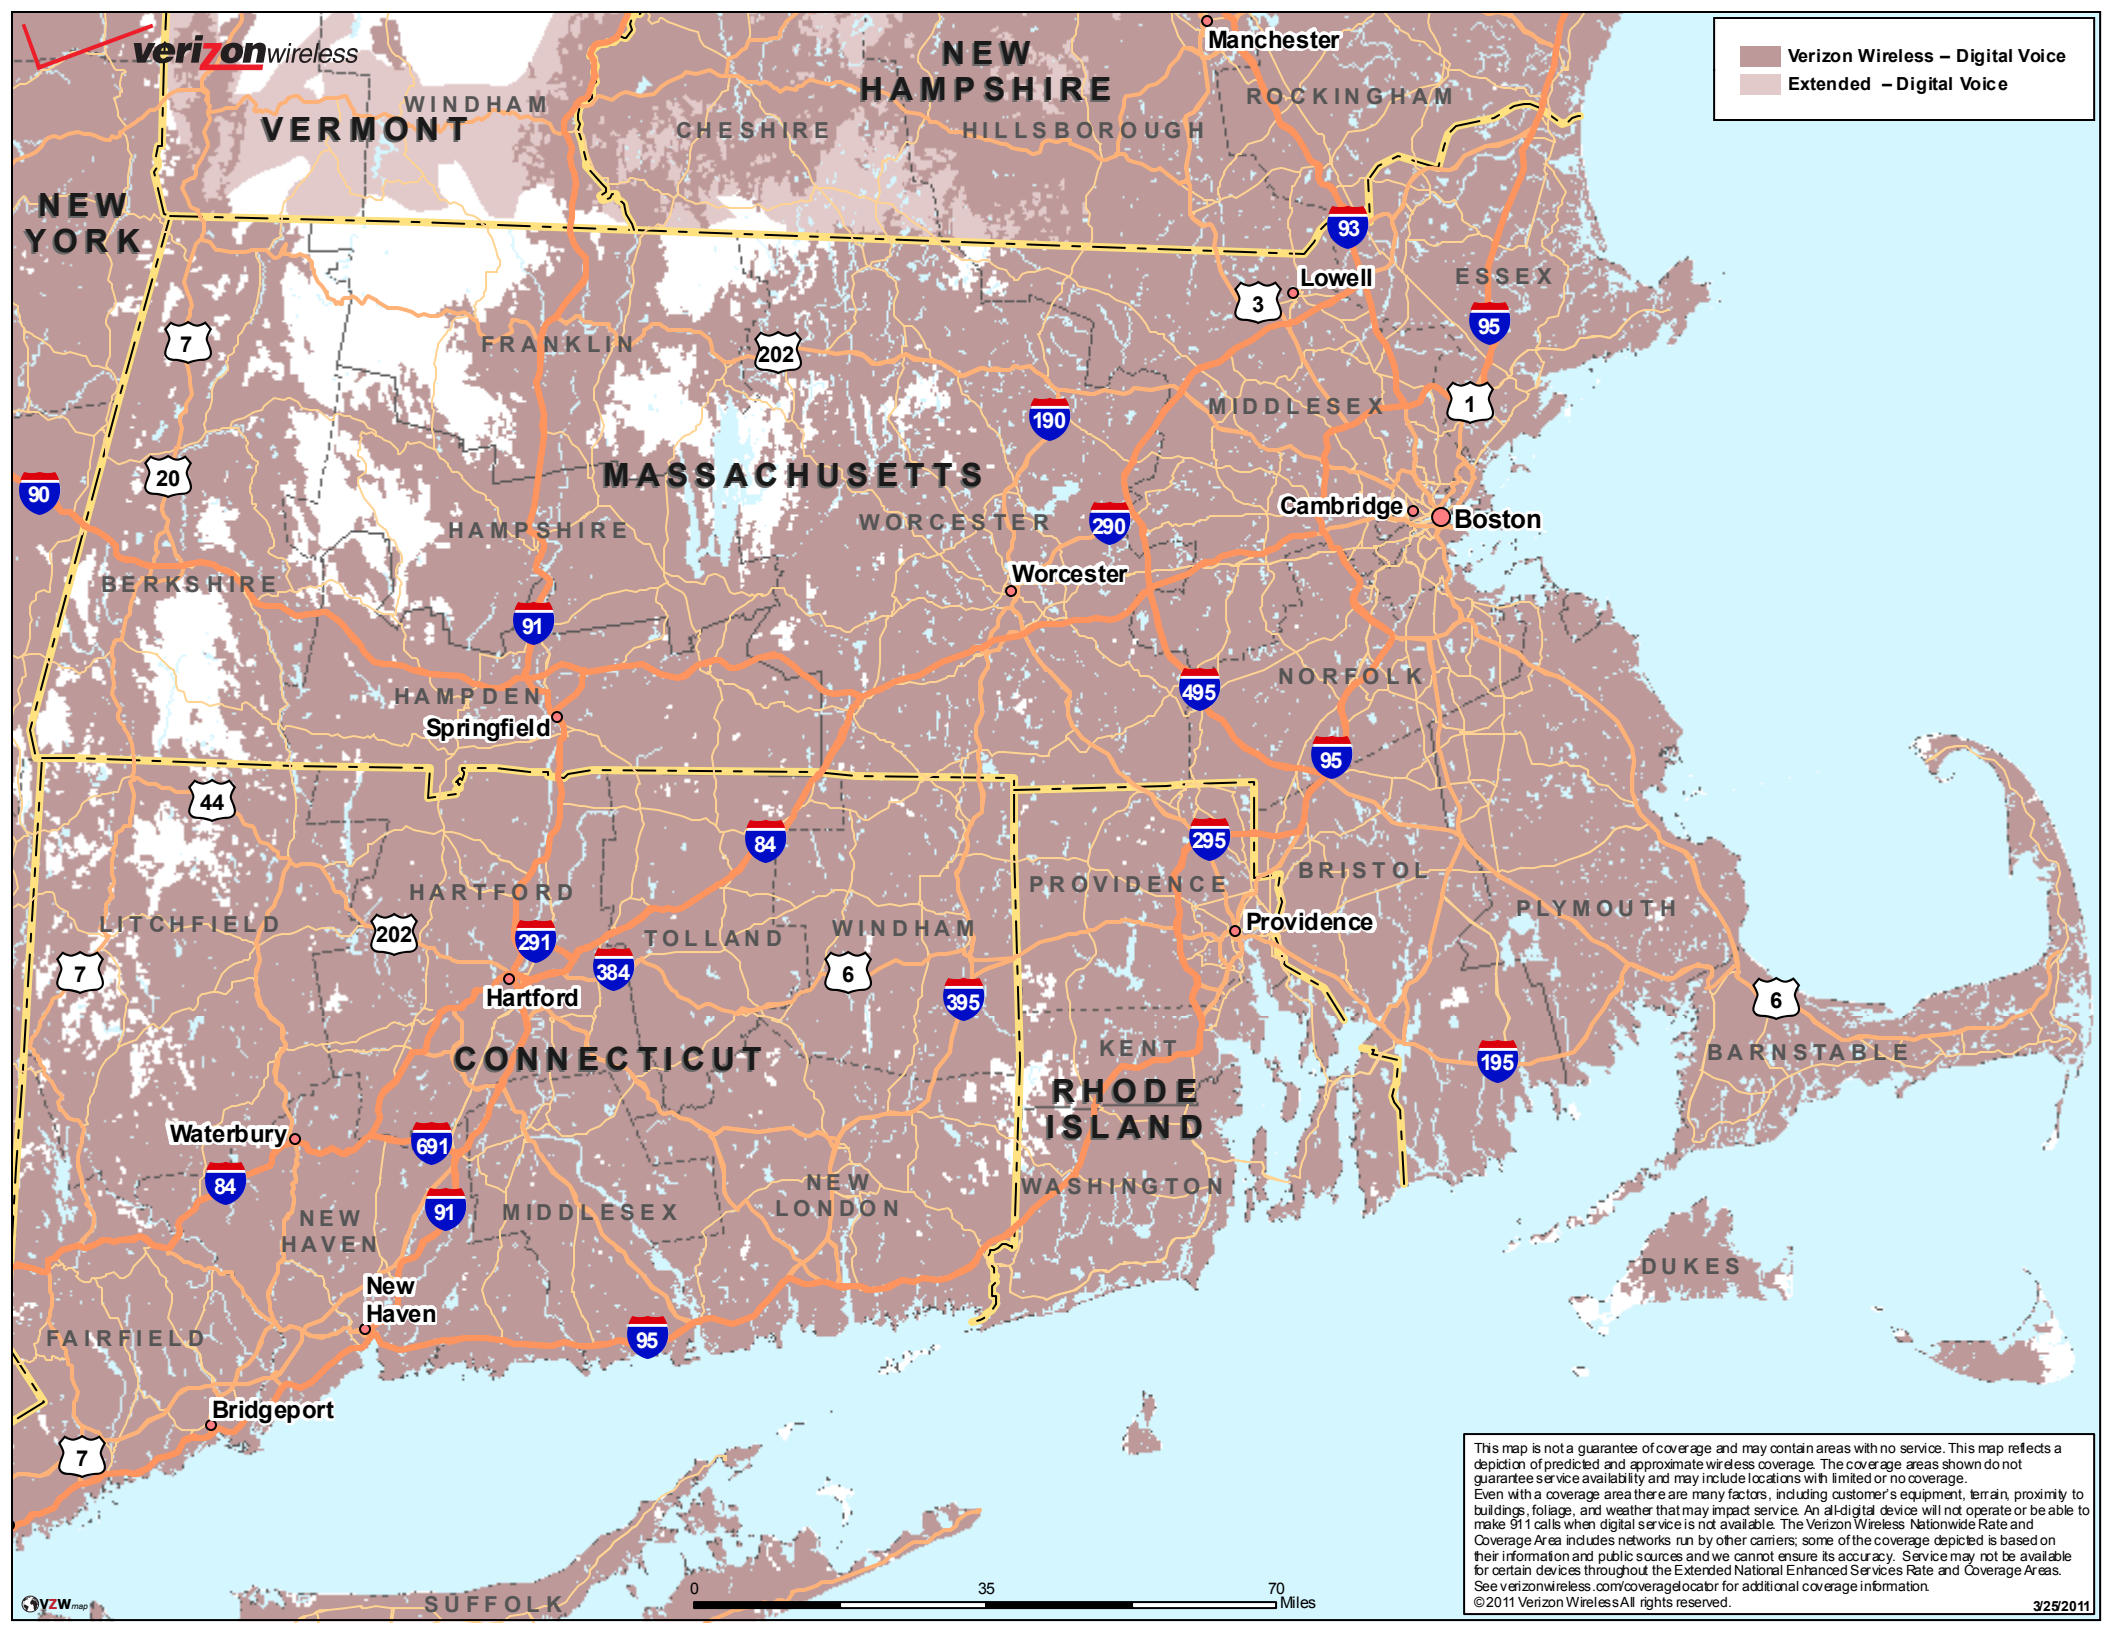 verizonwireless
Verizon Wireless – Digital Voice
Extended – Digital Voice
Manchester
NEW
HAMPSHIRE
ROCKINGHAM
WINDHAM
VERMONT
CHESHIRE
HILLSBOROUGH
NEW
YORK
93
Lowell
ESSEX
3
95
7
FRANKLIN
202
190
MIDDLESEX
1
MASSACHUSETTS
20
90
Cambridge
Boston
HAMPSHIRE
WORCESTER
290
BERKSHIRE
Worcester
91
NORFOLK
495
HAMPDEN
Springfield
95
44
84
295
HARTFORD
PROVIDENCE
BRISTOL
LITCHFIELD
202
291
TOLLAND
WINDHAM
Providence
PLYMOUTH
7
384
6
395
Hartford
6
CONNECTICUT
KENT
195
BARNSTABLE
RHODE
ISLAND
Waterbury
691
84
91
MIDDLESEX
NEW
LONDON
WASHINGTON
NEW
HAVEN
DUKES
New
Haven
FAIRFIELD
95
Bridgeport
7
SUFFOLK
0 35 70
Miles
VZWmap
This map is not a guarantee of coverage and may contain areas with no service. This map reflects a
depiction of predicted and approximate wireless coverage. The coverage areas shown do not
guarantee service availability and may include locations with limited or no coverage.
Even with a coverage area there are many factors, including customer's equipment, terrain, proximity to
buildings, foliage, and weather that may impact service. An all-digital device will not operate or be able to
make 911 calls when digital service is not available. The Verizon Wireless Nationwide Rate and
Coverage Area includes networks run by other carriers; some of the coverage depicted is based on
their information and public sources and we cannot ensure its accuracy. Service may not be available
for certain devices throughout the Extended National Enhanced Services Rate and Coverage Areas.
See verizonwireless.com/coveragelocator for additional coverage information.
©2011 Verizon Wireless All rights reserved.
3/25/2011